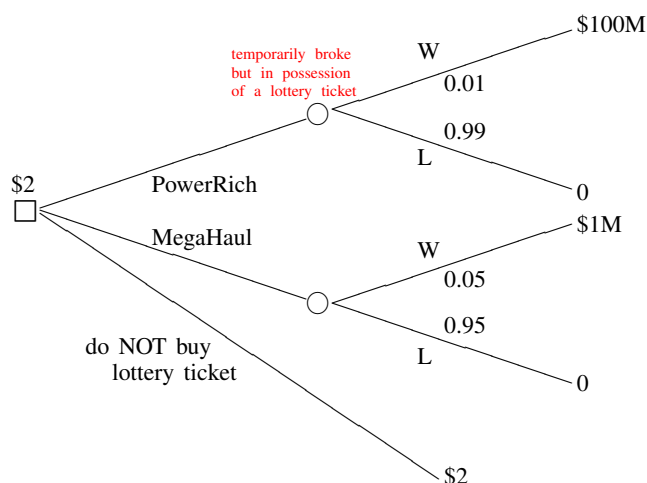 $100M
temporarily broke
but in possession
of a lottery ticket
W
0.01
0.99
L
$2
PowerRich
0
$1M
MegaHaul
W
0.05
0.95
L
do NOT buy
lottery ticket
0
$2